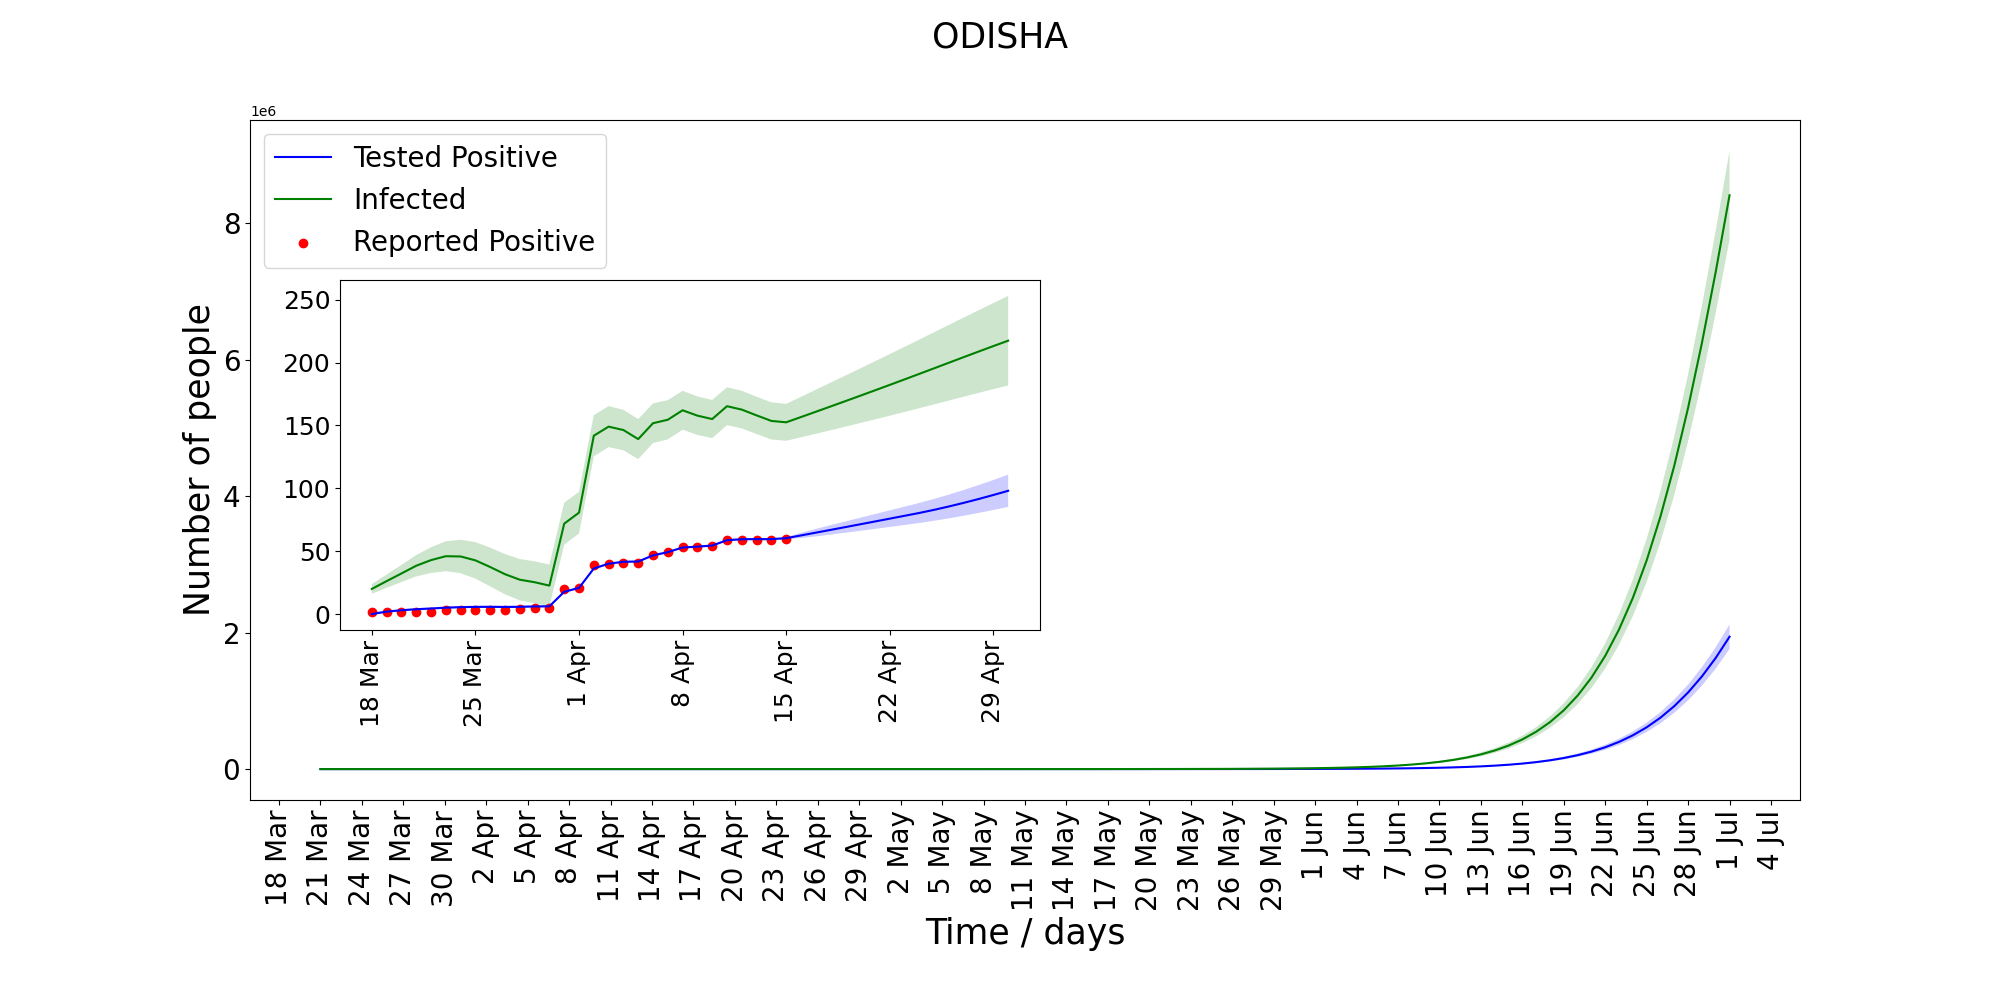 ODISHA
1e6
Tested Positive
Infected
Reported Positive
Number of people
8
6
4
2
0
250
200
150
100
50
0
18 Mar
25 Mar
1 Apr
8 Apr
15 Apr
22 Apr
29 Apr
18 Mar
21 Mar
24 Mar
27 Mar
30 Mar
2 Apr
5 Apr
8 Apr
11 Apr
14 Apr
17 Apr
20 Apr
23 Apr
26 Apr
29 Apr
2 May
5 May
8 May
11 May
14 May
17 May
20 May
23 May
26 May
29 May
1 Jun
4 Jun
7 Jun
10 Jun
13 Jun
16 Jun
19 Jun
22 Jun
25 Jun
28 Jun
1 Jul
4 Jul
Time / days